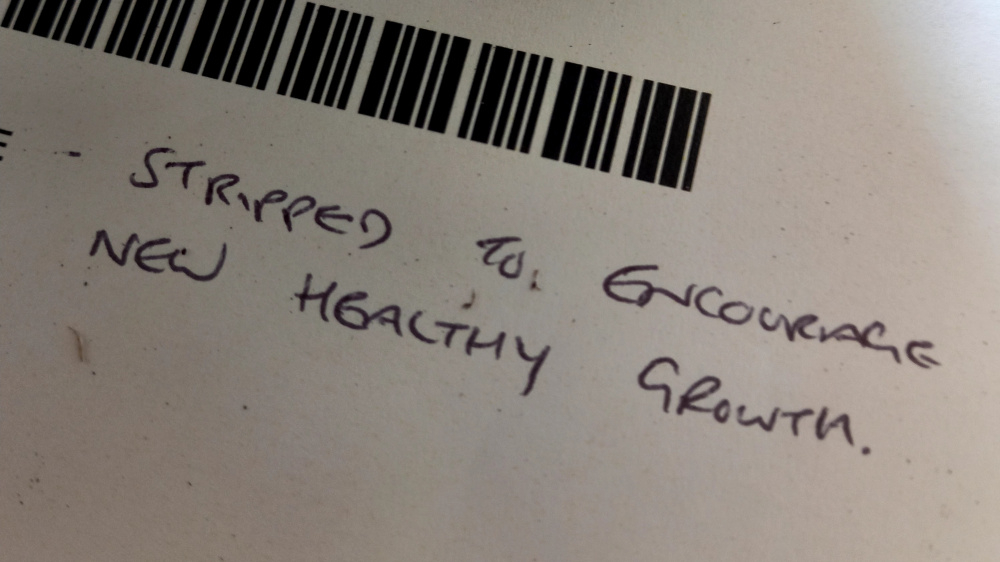 - STRIPPED TO ENCOURAGE
NEW HEALTHY GROWTH.